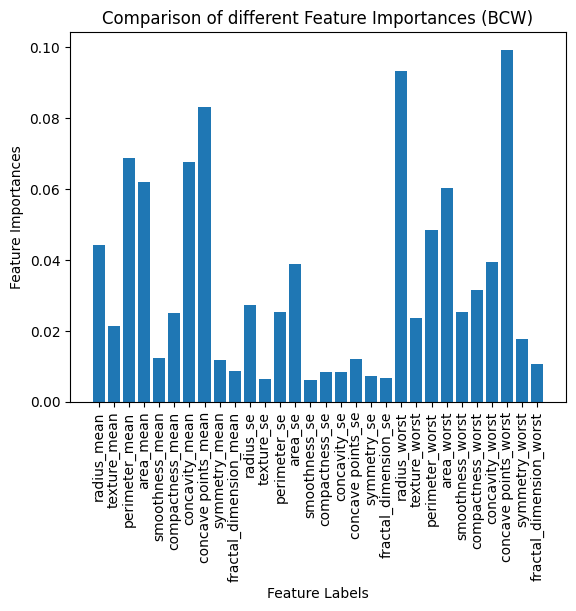 Comparison of different Feature Importances (BCW)
Feature Importances
0.10
0.08
0.06
0.04
0.02
0.00
radius_mean
texture_mean
perimeter_mean
area_mean
smoothness_mean
compactness_mean
concavity_mean
concave points_mean
symmetry_mean
fractal_dimension_mean
radius_se
texture_se
perimeter_se
area_se
smoothness_se
compactness_se
concavity_se
concave points_se
symmetry_se
fractal_dimension_se
radius_worst
texture_worst
perimeter_worst
area_worst
smoothness_worst
compactness_worst
concavity_worst
concave points_worst
symmetry_worst
fractal_dimension_worst
Feature Labels